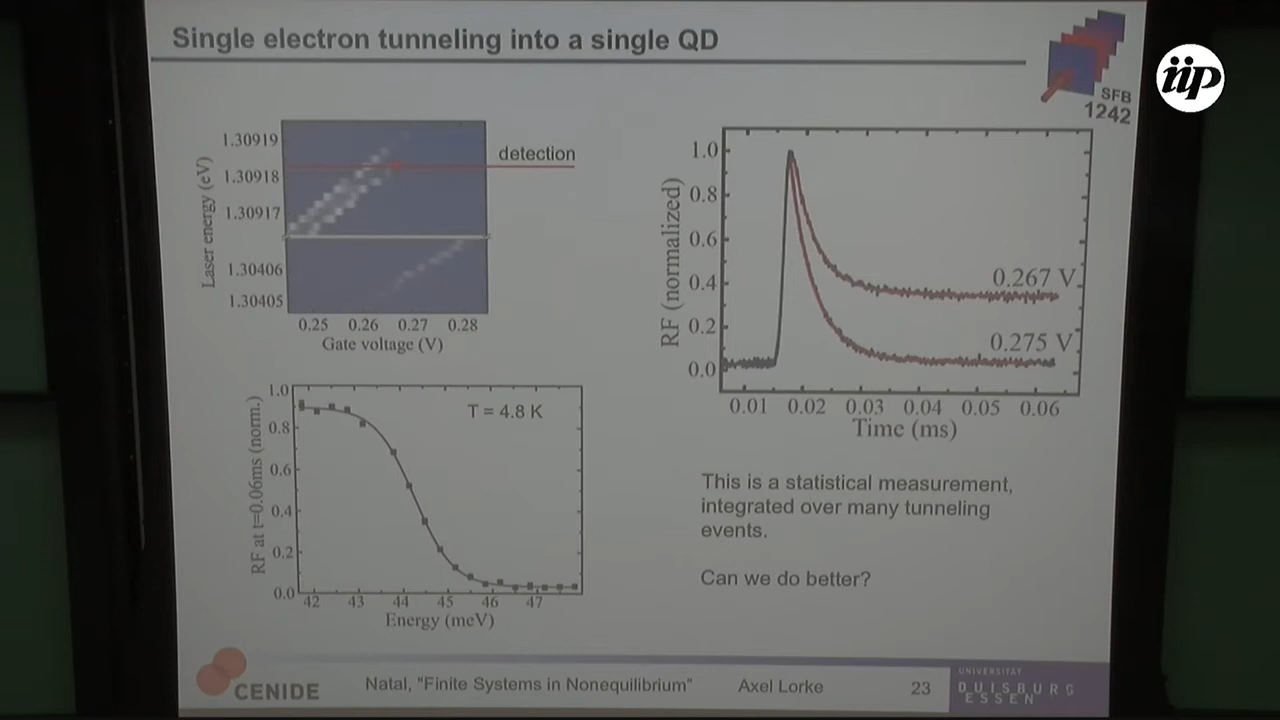 Single electron tunneling into a single QD
iip
SFB
1242
detection
Laser energy (eV)
1.30919
1.30918
1.30917
1.30406
1.30405
0.25 0.26 0.27 0.28
Gate voltage (V)
RF (normalized)
1.0
0.8
0.6
0.4
0.2
0.0
0.267 V
0.275 V
0.01 0.02 0.03 0.04 0.05 0.06
Time (ms)
RF at t=0.06ms (norm.)
1.0
0.8
0.6
0.4
0.2
0.0
T = 4.8 K
42 43 44 45 46 47
Energy (meV)
This is a statistical measurement,
integrated over many tunneling
events.
Can we do better?
CENIDE
Natal, "Finite Systems in Nonequilibrium" Axel Lorke 23
UNIVERSITÄT
DUISBURG
ESSEN